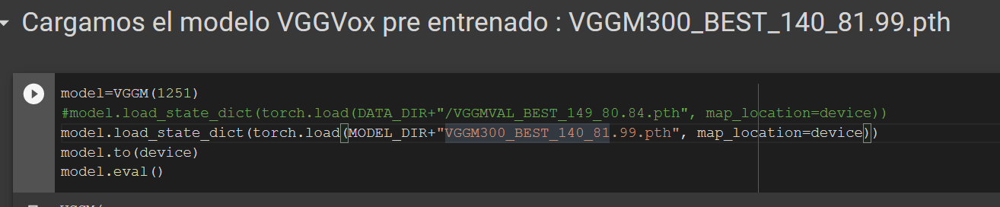 Cargamos el modelo VGGVox pre entrenado : VGGM300_BEST_140_81.99.pth
model=VGGM(1251)
#model.load_state_dict(torch.load(DATA_DIR+"/VGGMVAL_BEST_149_80.84.pth", map_location=device))
model.load_state_dict(torch.load(MODEL_DIR+"VGGM300_BEST_140_81.99.pth", map_location=device))
model.to(device)
model.eval()